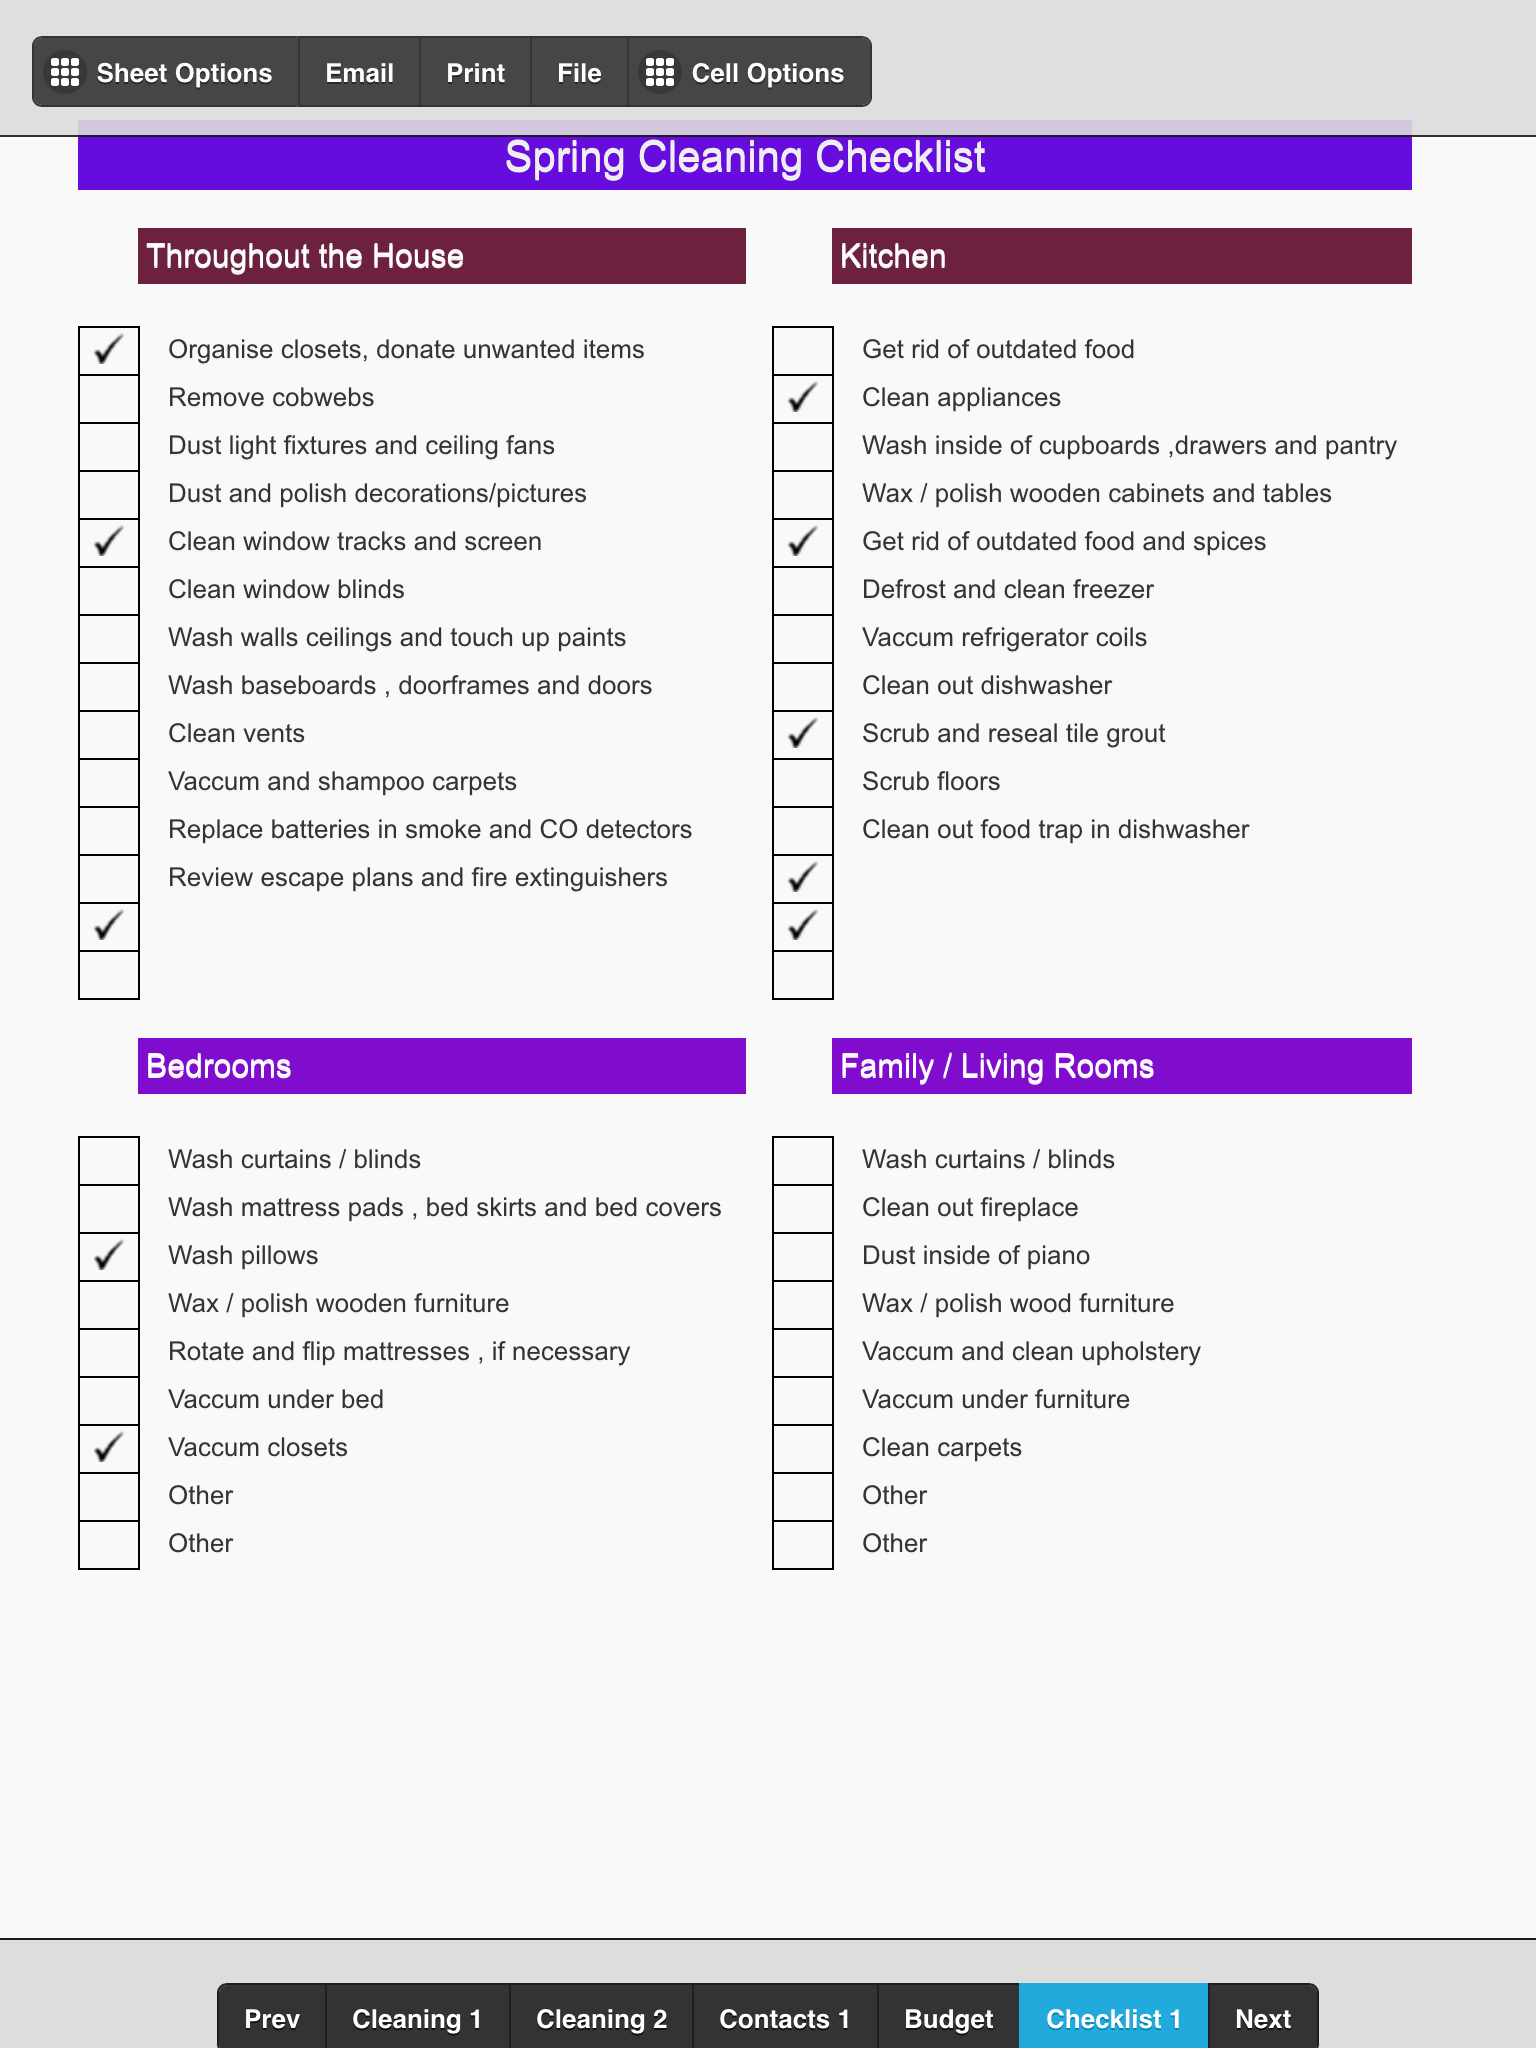 Sheet Options Email Print File Cell Options
Spring Cleaning Checklist
Throughout the House
✓ Organise closets, donate unwanted items
Remove cobwebs
Dust light fixtures and ceiling fans
Dust and polish decorations/pictures
✓ Clean window tracks and screen
Clean window blinds
Wash walls ceilings and touch up paints
Wash baseboards , doorframes and doors
Clean vents
Vaccum and shampoo carpets
Replace batteries in smoke and CO detectors
Review escape plans and fire extinguishers
✓
Kitchen
Get rid of outdated food
✓ Clean appliances
Wash inside of cupboards ,drawers and pantry
Wax / polish wooden cabinets and tables
✓ Get rid of outdated food and spices
Defrost and clean freezer
Vaccum refrigerator coils
Clean out dishwasher
✓ Scrub and reseal tile grout
Scrub floors
Clean out food trap in dishwasher
✓
✓
Bedrooms
Wash curtains / blinds
Wash mattress pads , bed skirts and bed covers
✓ Wash pillows
Wax / polish wooden furniture
Rotate and flip mattresses , if necessary
Vaccum under bed
✓ Vaccum closets
Other
Other
Family / Living Rooms
Wash curtains / blinds
Clean out fireplace
Dust inside of piano
Wax / polish wood furniture
Vaccum and clean upholstery
Vaccum under furniture
Clean carpets
Other
Other
Prev Cleaning 1 Cleaning 2 Contacts 1 Budget Checklist 1 Next